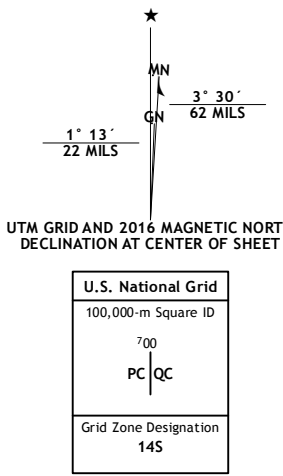 ★
MN
3° 30´
62 MILS
GN
1° 13´
22 MILS
UTM GRID AND 2016 MAGNETIC NORT
DECLINATION AT CENTER OF SHEET
U.S. National Grid
100,000-m Square ID
⁷00
PC QC
Grid Zone Designation
14S